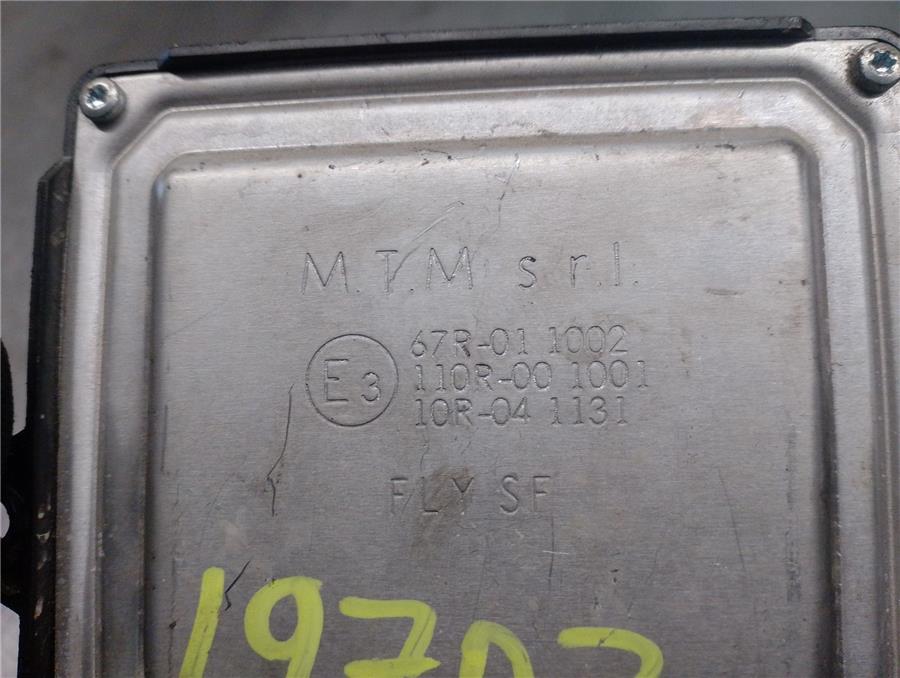 M.T.M s r.l.
E3 67R-01 1002
110R-00 1001
10R-04 1131
FLY SF